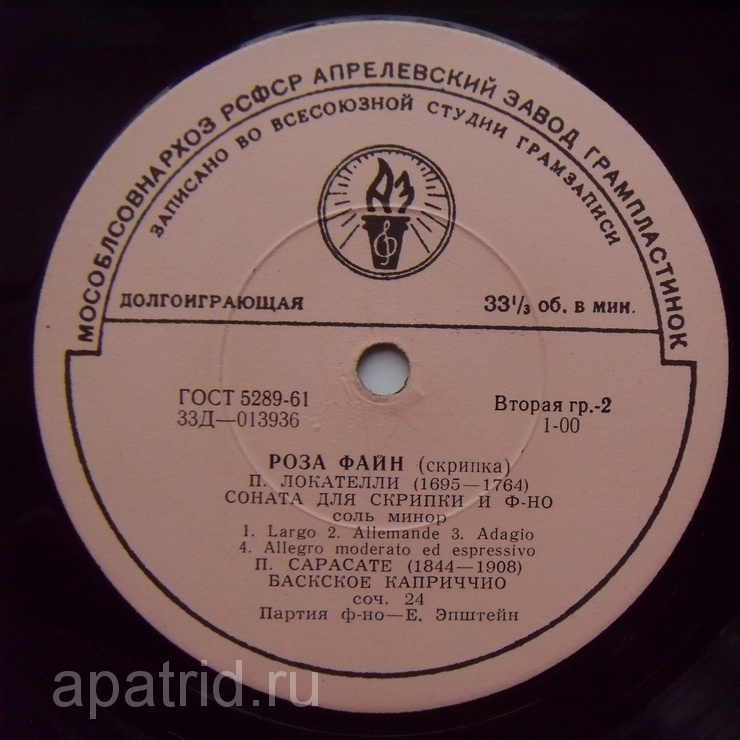 МОСОБЛСОВНАРХОЗ РСФСР АПРЕЛЕВСКИЙ ЗАВОД ГРАМПЛАСТИНОК
ЗАПИСАНО ВО ВСЕСОЮЗНОЙ СТУДИИ ГРАМЗАПИСИ
АЗ
ДОЛГОИГРАЮЩАЯ 33 1/3 об. в мин.
ГОСТ 5289-61 Вторая гр.-2
33Д—013936 1-00
РОЗА ФАЙН (скрипка)
П. ЛОКАТЕЛЛИ (1695—1764)
СОНАТА ДЛЯ СКРИПКИ И Ф-НО
соль минор
1. Largo 2. Allemande 3. Adagio
4. Allegro moderato ed espressivo
П. САРАСАТЕ (1844—1908)
БАСКСКОЕ КАПРИЧЧИО
соч. 24
Партия ф-но—Е. Эпштейн
apatrid.ru